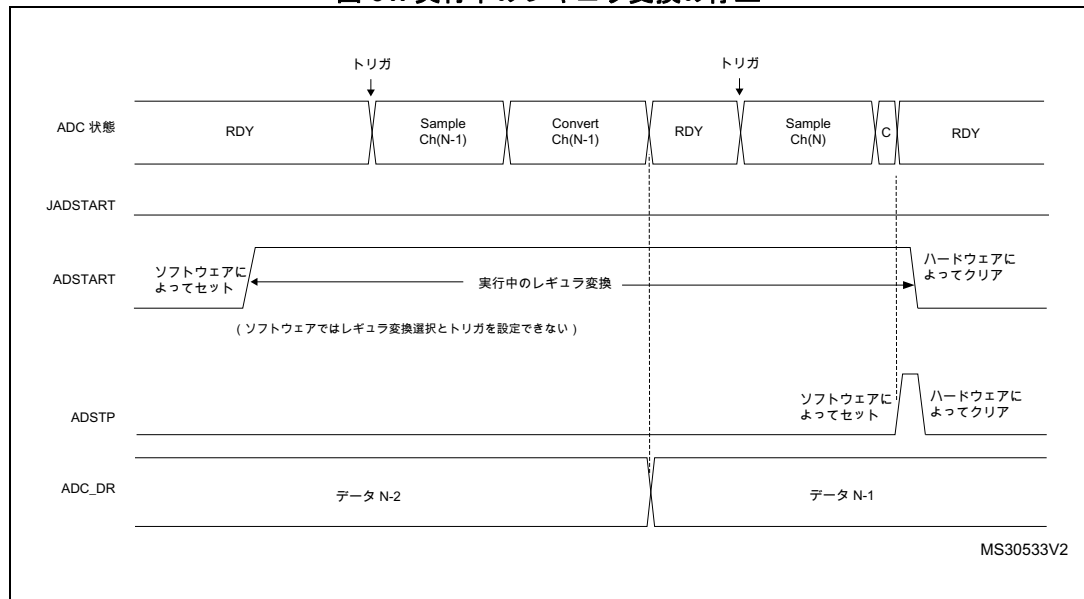 トリガ トリガ
ADC 状態 RDY Sample Ch(N-1) Convert Ch(N-1) RDY Sample Ch(N) C RDY
JADSTART
ADSTART
ソフトウェアに
よってセット
実行中のレギュラ変換
ハードウェアに
よってクリア
( ソフトウェアではレギュラ変換選択とトリガを設定できない )
ADSTP
ソフトウェアに
よってセット
ハードウェアに
よってクリア
ADC_DR データ N-2 データ N-1
MS30533V2